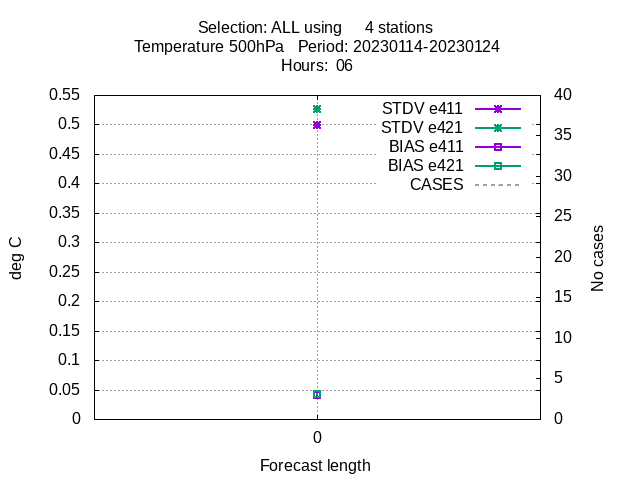 Selection: ALL using 4 stations
Temperature 500hPa Period: 20230114-20230124
Hours: 06
0.55
0.5
0.45
0.4
0.35
0.3
0.25
0.2
0.15
0.1
0.05
0
deg C
STDV e411
STDV e421
BIAS e411
BIAS e421
CASES
40
35
30
25
20
15
10
5
0
No cases
0
Forecast length